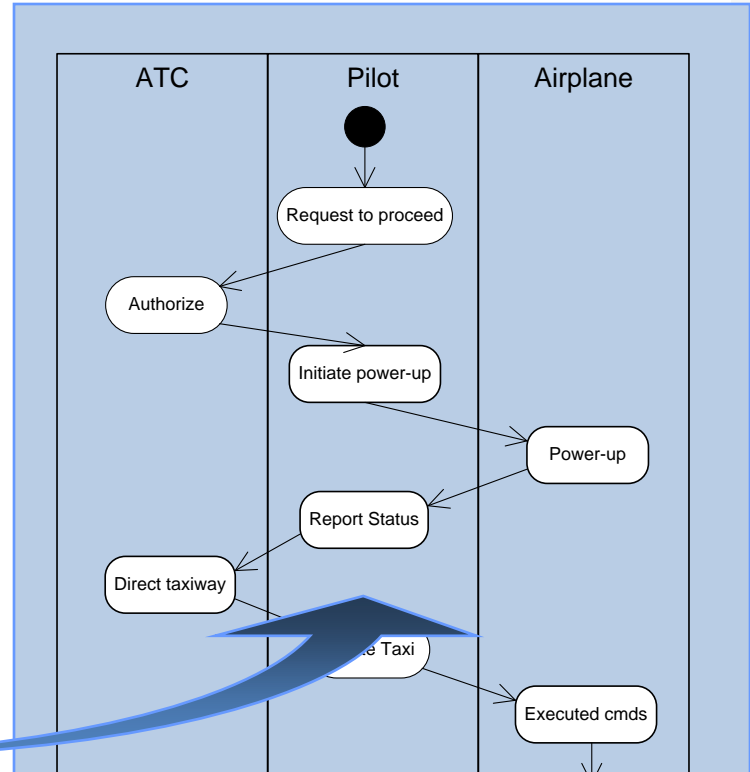 ATC
Pilot
Airplane
Request to proceed
Authorize
Initiate power-up
Power-up
Report Status
Direct taxiway
Taxi
Executed cmds